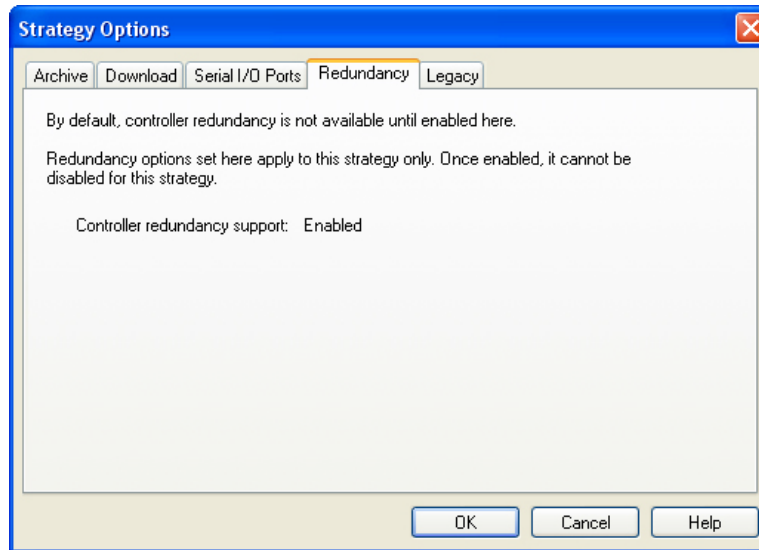 Strategy Options
Archive Download Serial I/O Ports Redundancy Legacy
By default, controller redundancy is not available until enabled here.
Redundancy options set here apply to this strategy only. Once enabled, it cannot be
disabled for this strategy.
Controller redundancy support: Enabled
OK Cancel Help